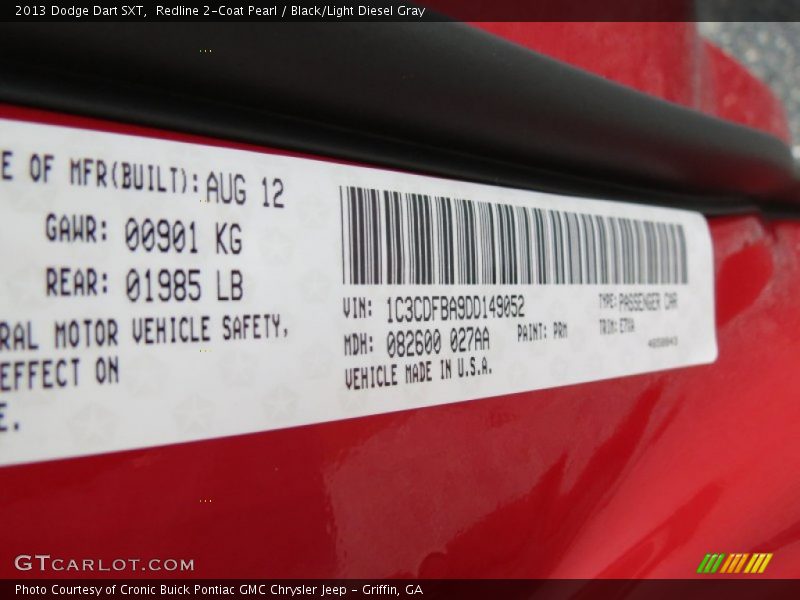 2013 Dodge Dart SXT,  Redline 2-Coat Pearl / Black/Light Diesel Gray
E OF MFR(BUILT): AUG 12
GAWR: 00901 KG
REAR: 01985 LB
RAL MOTOR VEHICLE SAFETY,
EFFECT ON
E.
VIN: 1C3CDFBA9DD149052
TYPE: PASSENGER CAR
MDH: 082600 027AA
PAINT: PRM
TRIM:
VEHICLE MADE IN U.S.A.
GTCARLOT.COM
Photo Courtesy of Cronic Buick Pontiac GMC Chrysler Jeep - Griffin, GA